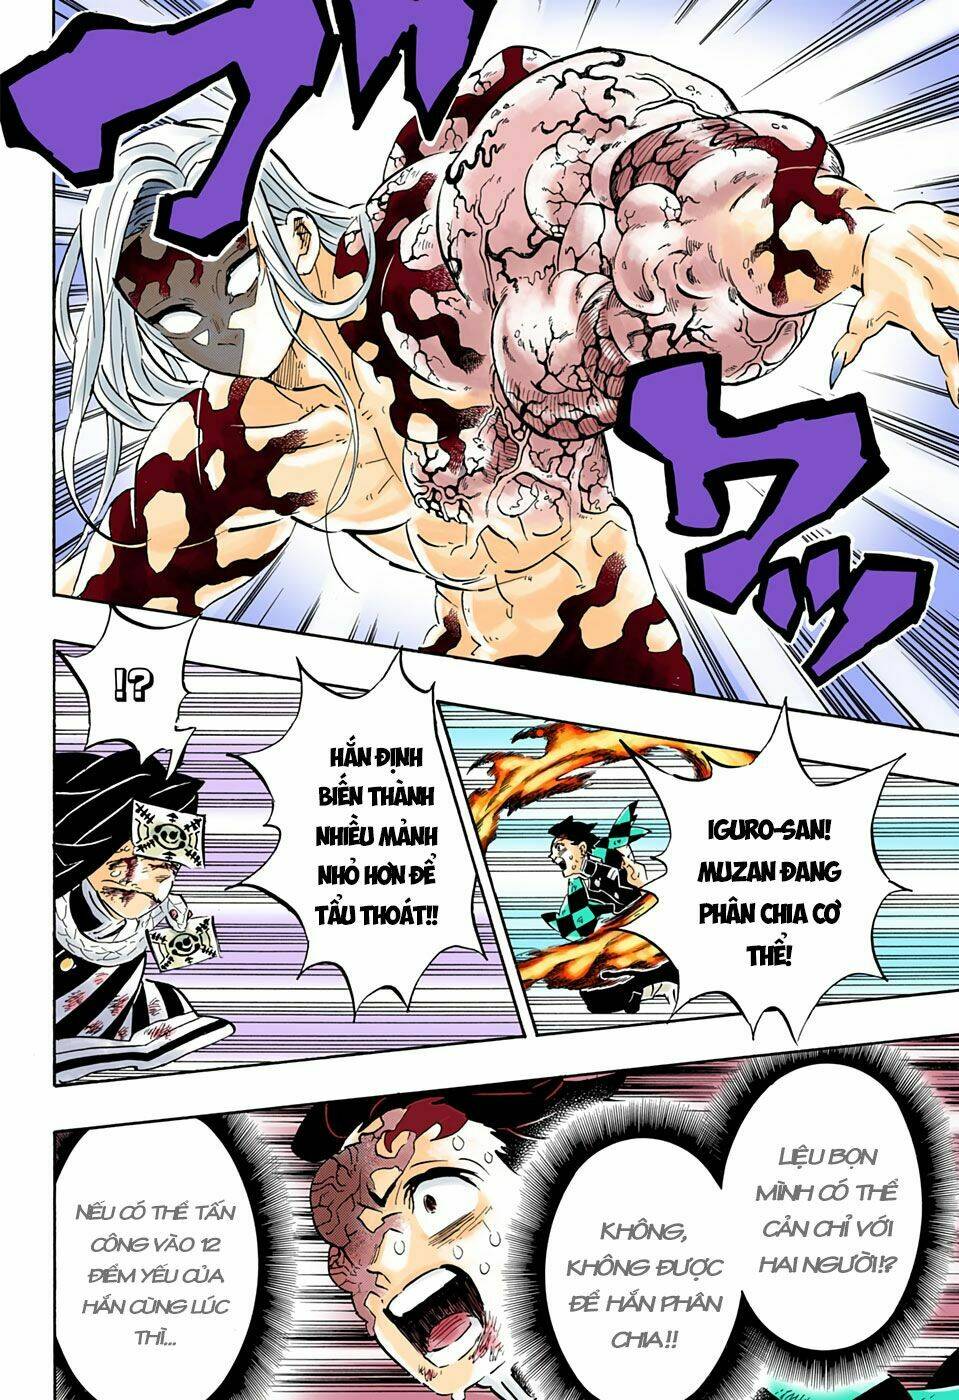 ワッ
ワッ
IGURO-SAN!
MUZAN ĐANG
PHÂN CHIA CƠ
THỂ!
HẮN ĐỊNH
BIẾN THÀNH
NHIỀU MẢNH
NHỎ HƠN ĐỂ
TẨU THOÁT!!
!?
LIỆU BỌN
MÌNH CÓ THỂ
CẢN CHỈ VỚI
HAI NGƯỜI!?
KHÔNG,
KHÔNG ĐƯỢC
ĐỂ HẮN PHÂN
CHIA!!
NẾU CÓ THỂ TẤN
CÔNG VÀO 12
ĐIỂM YẾU CỦA
HẮN CÙNG LÚC
THÌ...